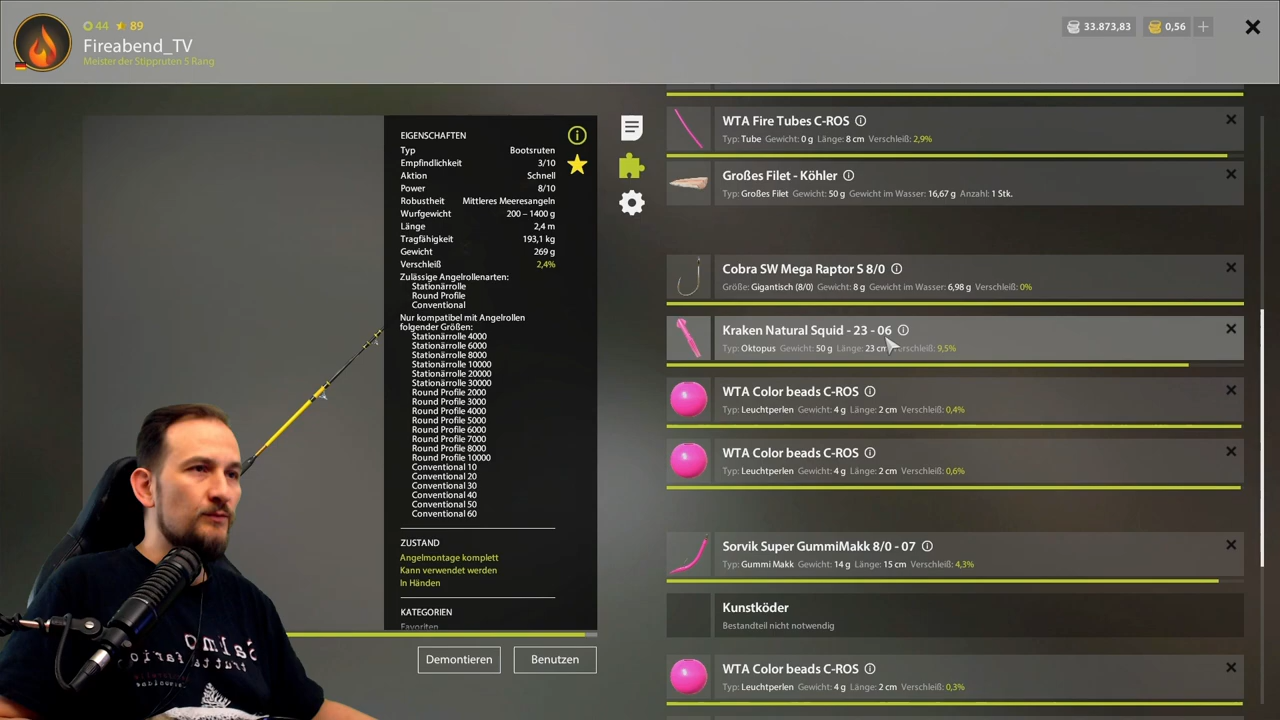 44 89
Fireabend_TV
Meister der Stippruten 5 Rang
33.873,83
0,56
EIGENSCHAFTEN
Typ Bootsruten
Empfindlichkeit 3/10
Aktion Schnell
Power 8/10
Robustheit Mittleres Meeresangeln
Wurfgewicht 200 – 1400 g
Länge 2,4 m
Tragfähigkeit 193,1 kg
Gewicht 269 g
Verschleiß 2,4%
Zulässige Angelrollenarten:
Stationärrolle
Round Profile
Conventional
Nur kompatibel mit Angelrollen
folgender Größen:
Stationärrolle 4000
Stationärrolle 6000
Stationärrolle 8000
Stationärrolle 10000
Stationärrolle 20000
Stationärrolle 30000
Round Profile 2000
Round Profile 3000
Round Profile 4000
Round Profile 5000
Round Profile 6000
Round Profile 7000
Round Profile 8000
Round Profile 10000
Conventional 10
Conventional 20
Conventional 30
Conventional 40
Conventional 50
Conventional 60
ZUSTAND
Angelmontage komplett
Kann verwendet werden
In Händen
KATEGORIEN
Favoriten
Demontieren
Benutzen
WTA Fire Tubes C-ROS
Typ: Tube Gewicht: 0 g Länge: 8 cm Verschleiß: 2,9%
Großes Filet - Köhler
Typ: Großes Filet Gewicht: 50 g Gewicht im Wasser: 16,67 g Anzahl: 1 Stk.
Cobra SW Mega Raptor S 8/0
Größe: Gigantisch (8/0) Gewicht: 8 g Gewicht im Wasser: 6,98 g Verschleiß: 0%
Kraken Natural Squid - 23 - 06
Typ: Oktopus Gewicht: 50 g Länge: 23 cm Verschleiß: 9,5%
WTA Color beads C-ROS
Typ: Leuchtperlen Gewicht: 4 g Länge: 2 cm Verschleiß: 0,4%
WTA Color beads C-ROS
Typ: Leuchtperlen Gewicht: 4 g Länge: 2 cm Verschleiß: 0,6%
Sorvik Super GummiMakk 8/0 - 07
Typ: Gummi Makk Gewicht: 14 g Länge: 15 cm Verschleiß: 4,3%
Kunstköder
Bestandteil nicht notwendig
WTA Color beads C-ROS
Typ: Leuchtperlen Gewicht: 4 g Länge: 2 cm Verschleiß: 0,3%